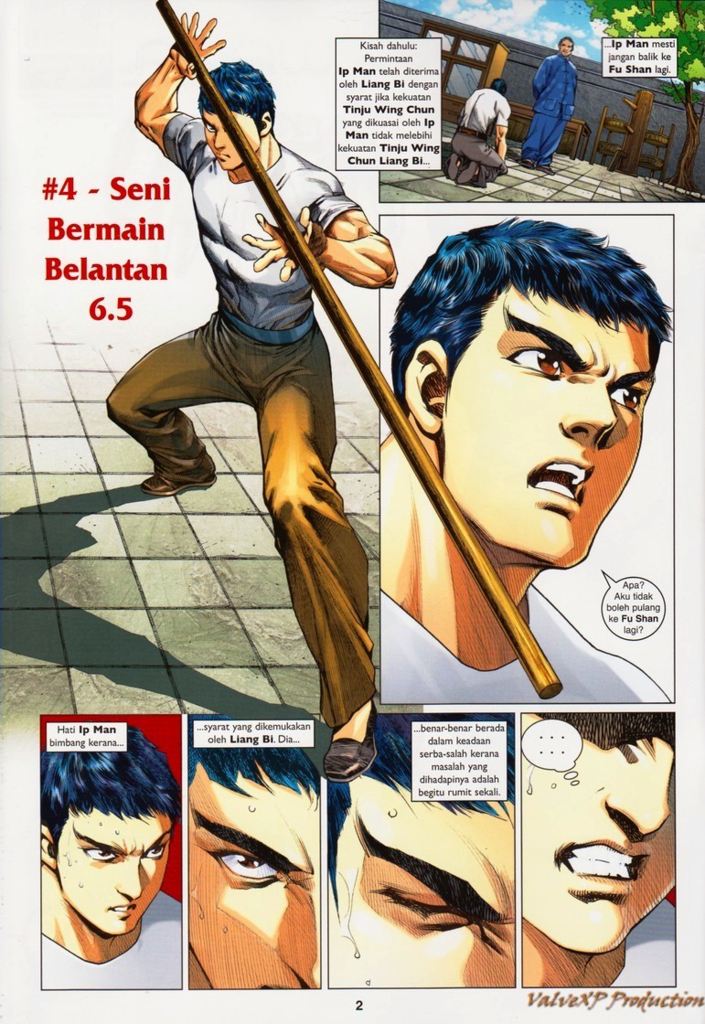 Kisah dahulu:
Permintaan
Ip Man telah diterima
oleh Liang Bi dengan
syarat jika kekuatan
Tinju Wing Chun
yang dikuasai oleh Ip
Man tidak melebihi
kekuatan Tinju Wing
Chun Liang Bi...
...Ip Man mesti
jangan balik ke
Fu Shan lagi.
#4 - Seni
Bermain
Belantan
6.5
Apa?
Aku tidak
boleh pulang
ke Fu Shan
lagi?
Hati Ip Man
bimbang kerana...
...syarat yang dikemukakan
oleh Liang Bi. Dia...
...benar-benar berada
dalam keadaan
serba-salah kerana
masalah yang
dihadapinya adalah
begitu rumit sekali.
...
...
2
ValveXP Production